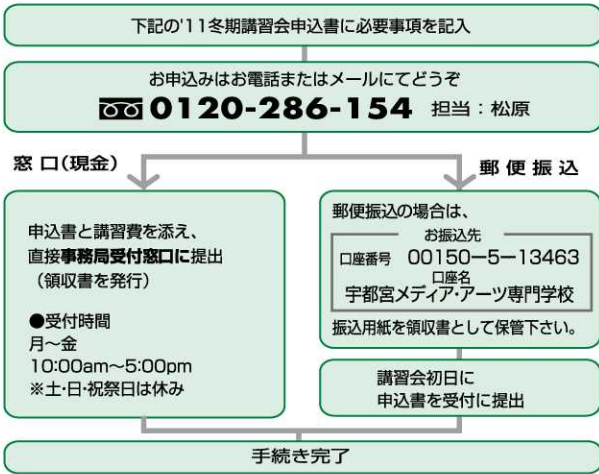 下記の'11冬期講習会申込書に必要事項を記入
お申込みはお電話またはメールにてどうぞ
0120-286-154 担当：松原
窓口(現金)
申込書と講習費を添え、
直接事務局受付窓口に提出
（領収書を発行）
●受付時間
月〜金
10:00am〜5:00pm
※土・日・祝祭日は休み
郵便振込
郵便振込の場合は、
お振込先
口座番号 00150－5－13463
口座名
宇都宮メディア・アーツ専門学校
振込用紙を領収書として保管下さい。
講習会初日に
申込書を受付に提出
手続き完了